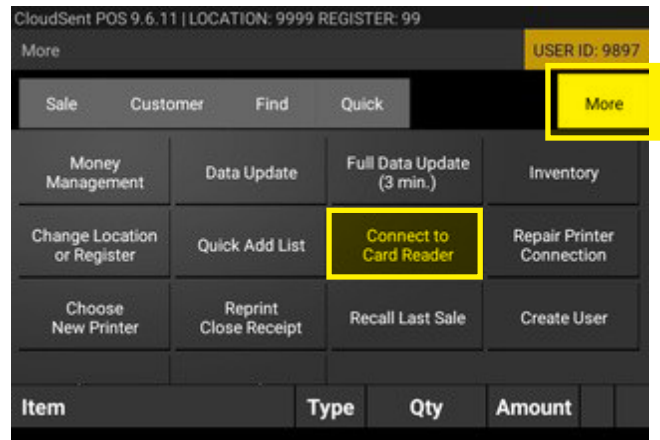 CloudSent POS 9.6.11 | LOCATION: 9999 REGISTER: 99
More USER ID: 9897
Sale Customer Find Quick More
Money
Management
Data Update
Full Data Update
(3 min.)
Inventory
Change Location
or Register
Quick Add List
Connect to
Card Reader
Repair Printer
Connection
Choose
New Printer
Reprint
Close Receipt
Recall Last Sale
Create User
Item Type Qty Amount